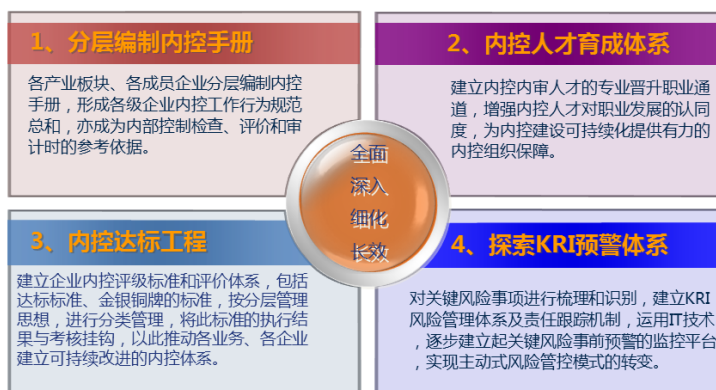 1、分层编制内控手册
各产业板块、各成员企业分层编制内控
手册，形成各级企业内控工作行为规范
总和，亦成为内部控制检查、评价和审
计时的参考依据。
2、内控人才育成体系
建立内控内审人才的专业晋升职业通
道，增强内控人才对职业发展的认同
度，为内控建设可持续化提供有力的
内控组织保障。
全面
深入
细化
长效
3、内控达标工程
建立企业内控评级标准和评价体系，包括
达标标准、金银铜牌的标准，按分层管理
思想，进行分类管理，将此标准的执行结
果与考核挂钩，以此推动各业务、各企业
建立可持续改进的内控体系。
4、探索KRI预警体系
对关键风险事项进行梳理和识别，建立KRI
风险管理体系及责任跟踪机制，运用IT技术
，逐步建立起关键风险事前预警的监控平台
，实现主动式风险管控模式的转变。